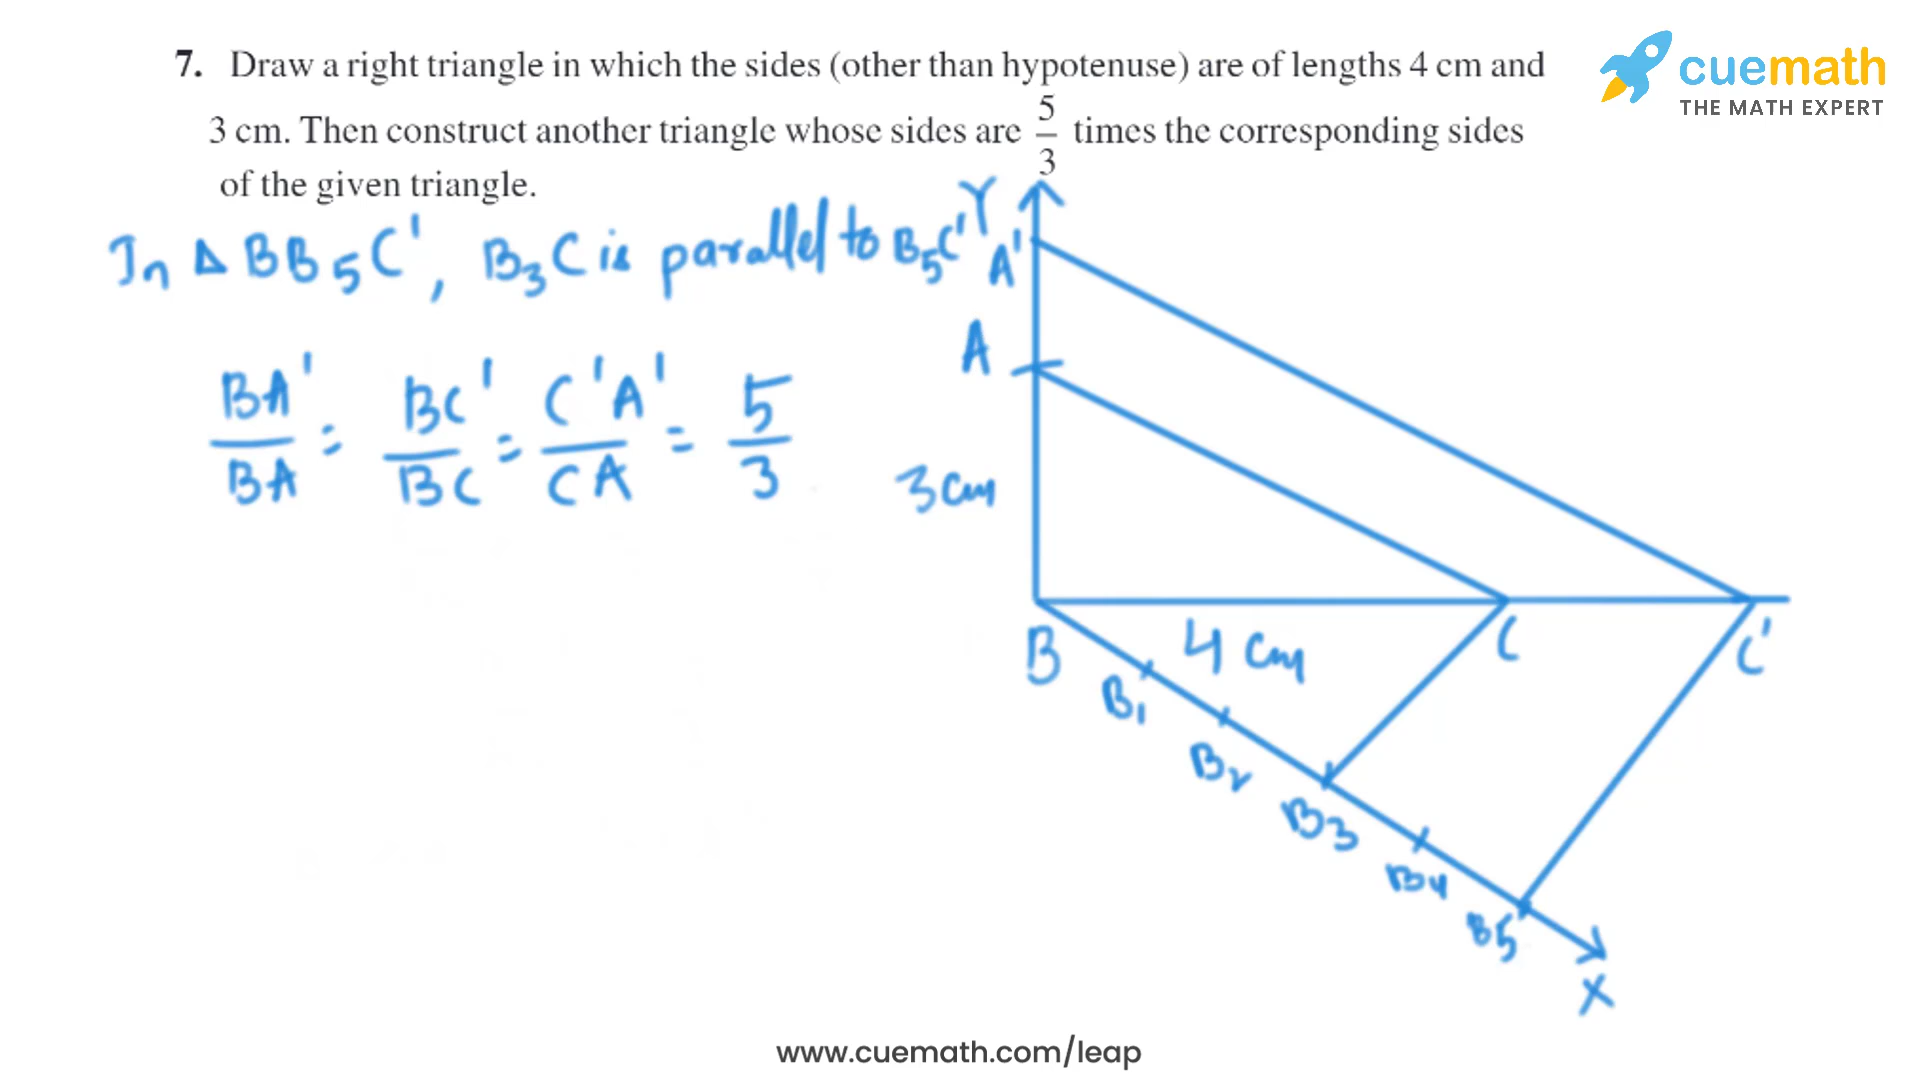 7. Draw a right triangle in which the sides (other than hypotenuse) are of lengths 4 cm and
3 cm. Then construct another triangle whose sides are 5/3 times the corresponding sides
of the given triangle.
cuemath
THE MATH EXPERT
In Δ BB₅C', B₃C is parallel to B₅C'
BA'/BA = BC'/BC = C'A'/CA = 5/3
Y
A'
A
3 cm
B
4 cm
C
C'
B₁
B₂
B₃
B₄
B₅
X
www.cuemath.com/leap